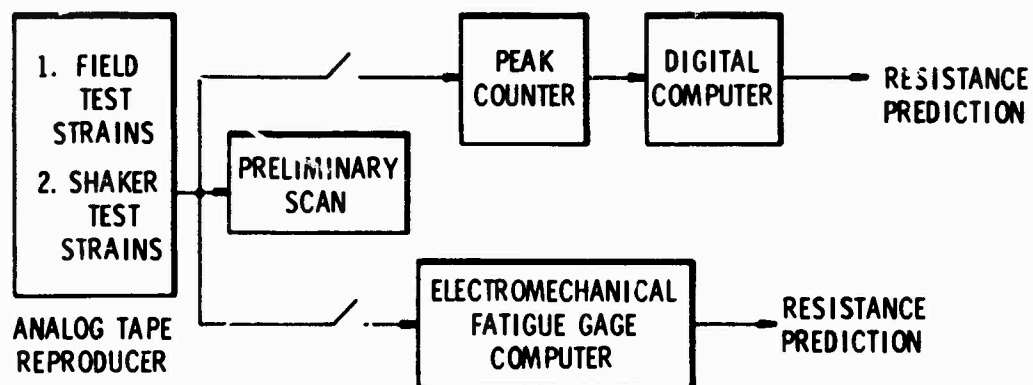 1. FIELD
TEST
STRAINS
2. SHAKER
TEST
STRAINS
ANALOG TAPE
REPRODUCER
PRELIMINARY
SCAN
PEAK
COUNTER
DIGITAL
COMPUTER
RESISTANCE
PREDICTION
ELECTROMECHANICAL
FATIGUE GAGE
COMPUTER
RESISTANCE
PREDICTION